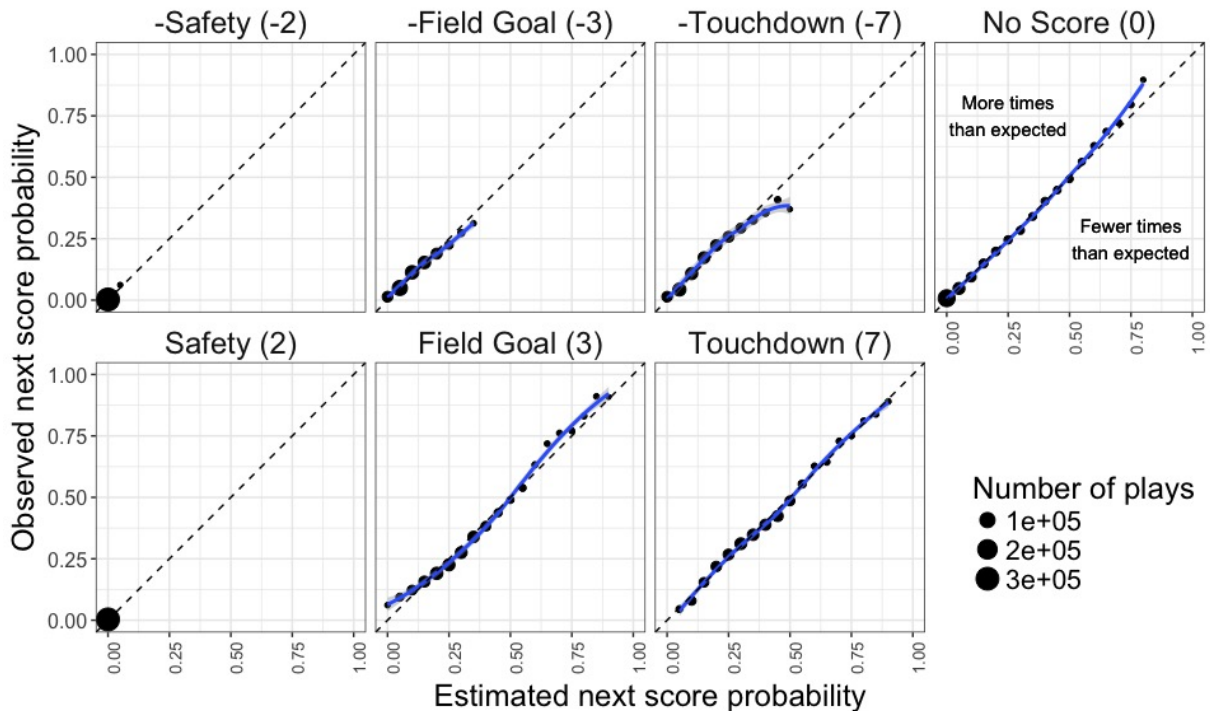 -Safety (-2)
-Field Goal (-3)
-Touchdown (-7)
No Score (0)
1.00
0.75
0.50
0.25
0.00
More times
than expected
Fewer times
than expected
0.00
0.25
0.50
0.75
1.00
Safety (2)
Field Goal (3)
Touchdown (7)
1.00
0.75
0.50
0.25
0.00
0.00
0.25
0.50
0.75
1.00
0.00
0.25
0.50
0.75
1.00
0.00
0.25
0.50
0.75
1.00
Observed next score probability
Estimated next score probability
Number of plays
1e+05
2e+05
3e+05